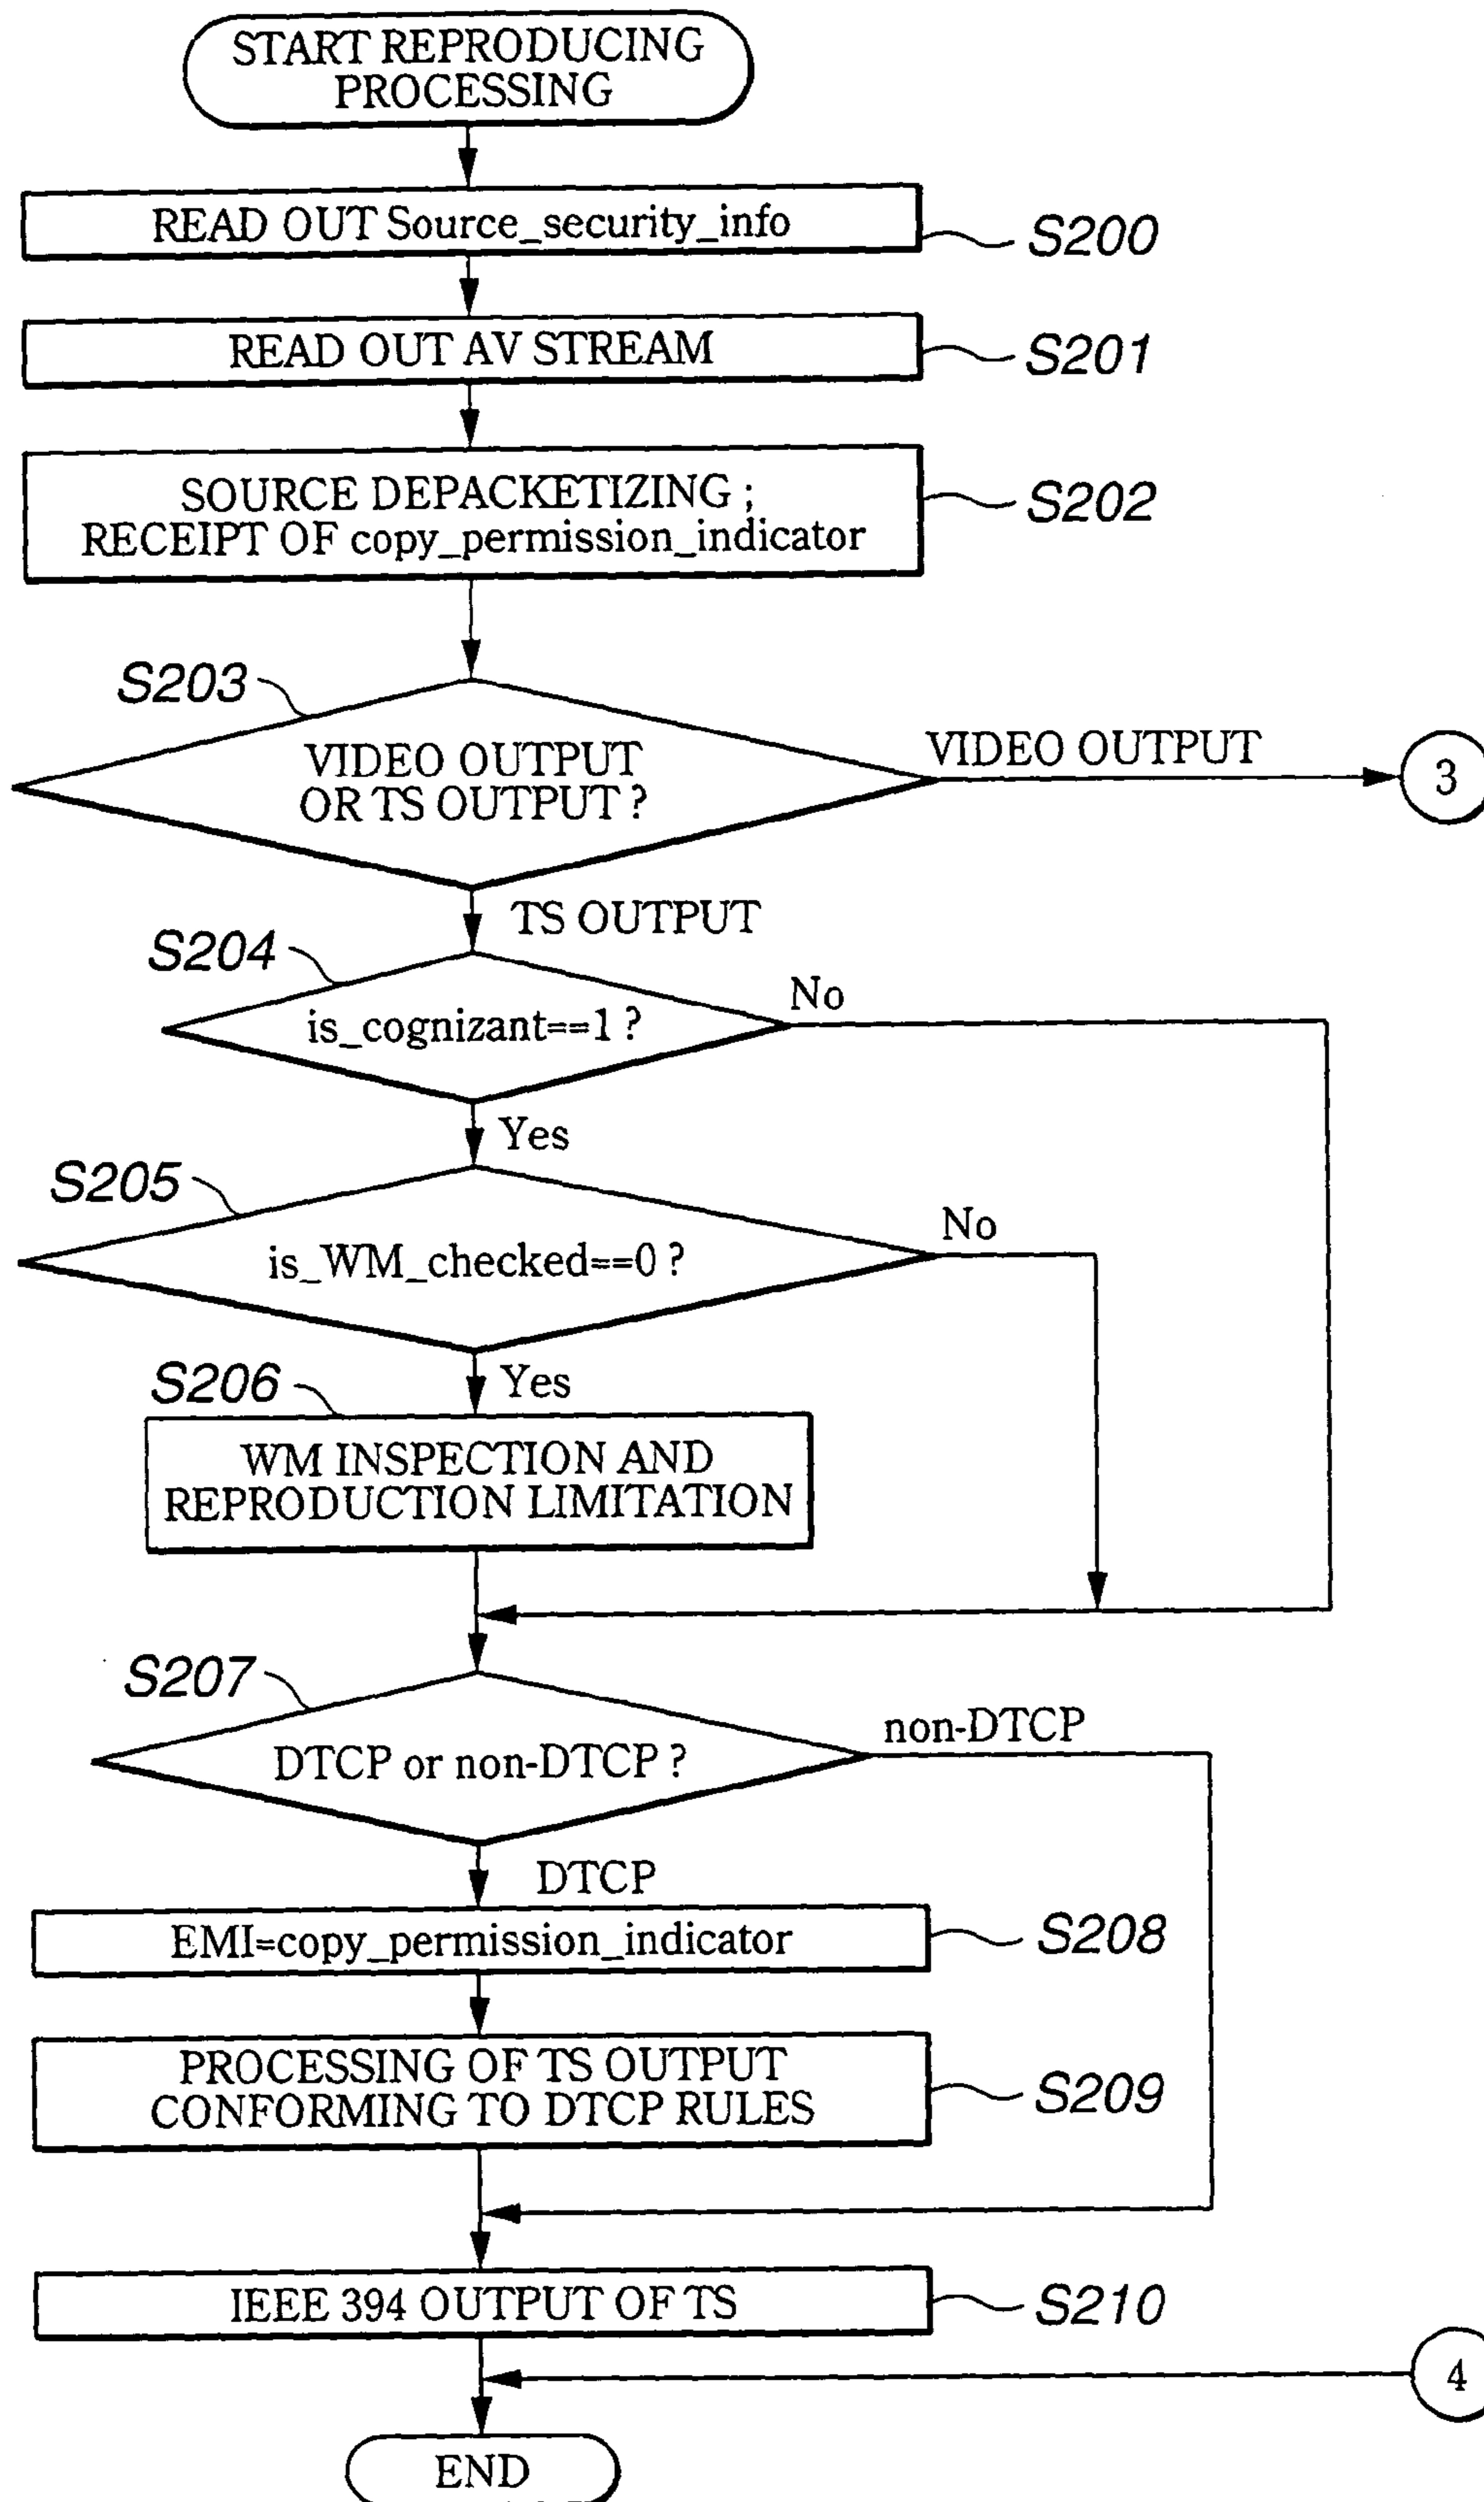 START REPRODUCING
PROCESSING
READ OUT Source_security_info
S200
READ OUT AV STREAM
S201
SOURCE DEPACKETIZING ;
RECEIPT OF copy_permission_indicator
S202
S203
VIDEO OUTPUT
OR TS OUTPUT ?
VIDEO OUTPUT
3
TS OUTPUT
S204
is_cognizant==1 ?
No
Yes
S205
is_WM_checked==0 ?
No
Yes
S206
WM INSPECTION AND
REPRODUCTION LIMITATION
S207
DTCP or non-DTCP ?
non-DTCP
DTCP
EMI=copy_permission_indicator
S208
PROCESSING OF TS OUTPUT
CONFORMING TO DTCP RULES
S209
IEEE 394 OUTPUT OF TS
S210
4
END